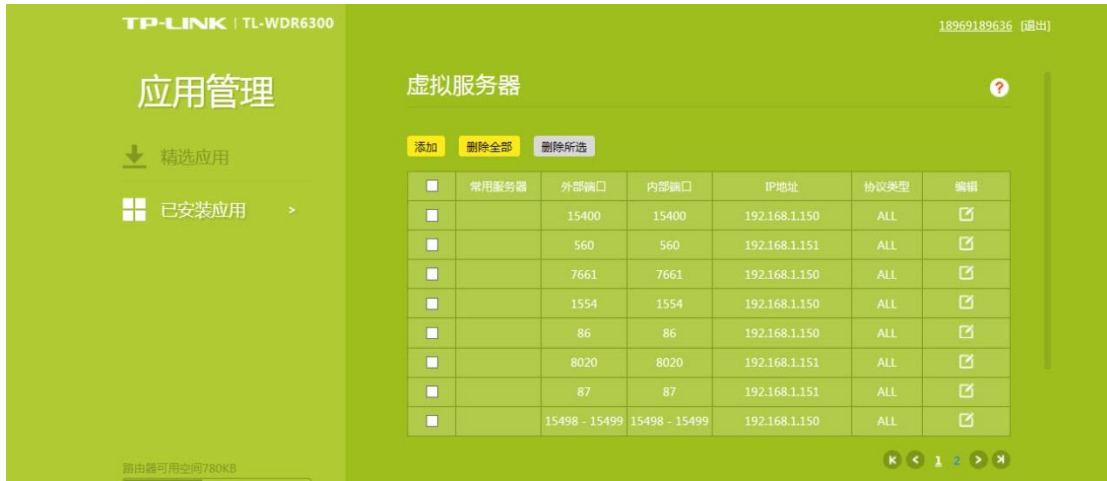 TP-LINK | TL-WDR6300
18969189636 [退出]
应用管理
精选应用
已安装应用 >
虚拟服务器
?
添加 删除全部 删除所选
常用服务器 外部端口 内部端口 IP地址 协议类型 编辑
15400 15400 192.168.1.150 ALL
560 560 192.168.1.151 ALL
7661 7661 192.168.1.150 ALL
1554 1554 192.168.1.150 ALL
86 86 192.168.1.150 ALL
8020 8020 192.168.1.151 ALL
87 87 192.168.1.151 ALL
15498 - 15499 15498 - 15499 192.168.1.150 ALL
1 2
路由器可用空间780KB